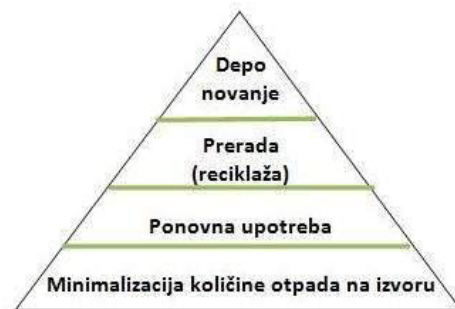 Depo
novanje
Prerada
(reciklaža)
Ponovna upotreba
Minimalizacija količine otpada na izvoru